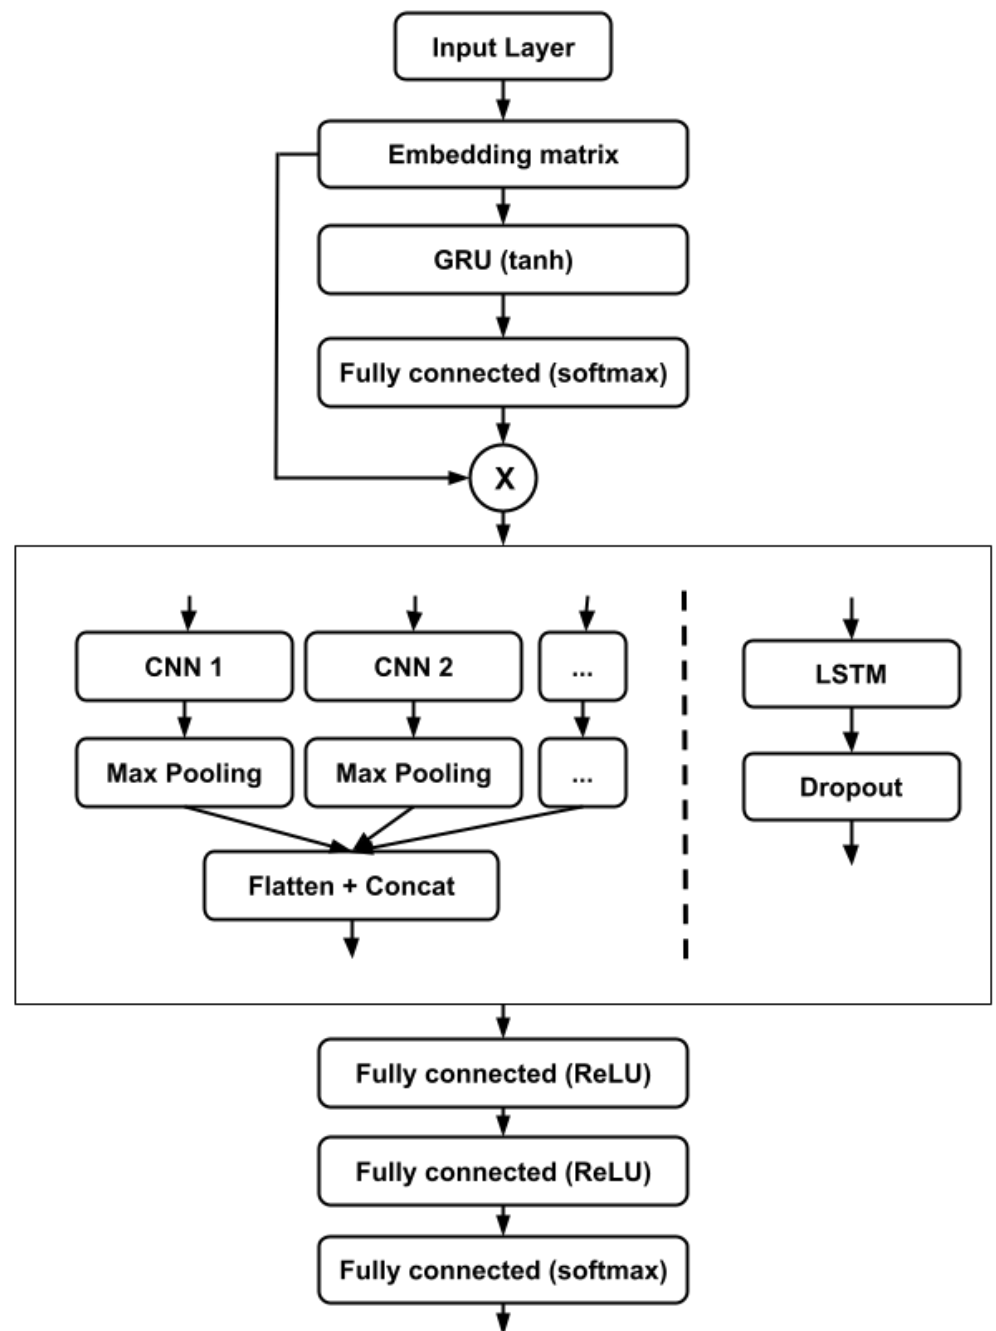 Input Layer
Embedding matrix
GRU (tanh)
Fully connected (softmax)
X
CNN 1
CNN 2
...
LSTM
Max Pooling
Max Pooling
...
Dropout
Flatten + Concat
Fully connected (ReLU)
Fully connected (ReLU)
Fully connected (softmax)